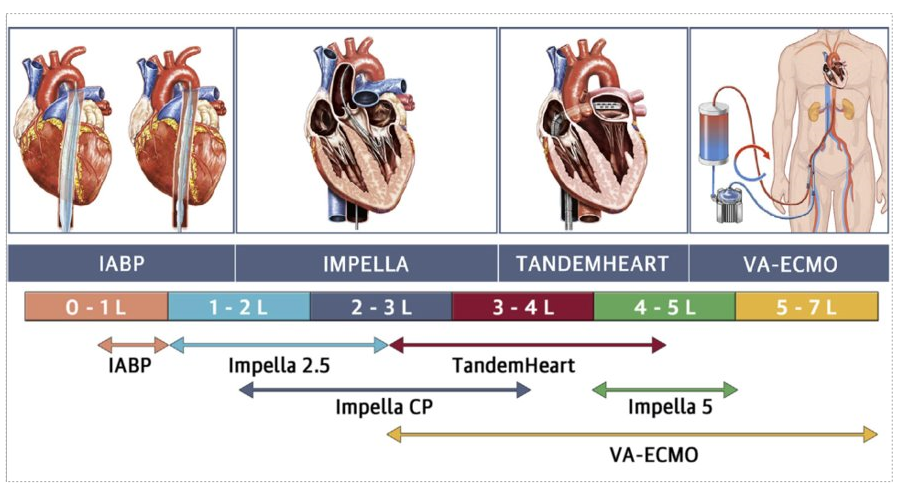 IABP IMPELLA TANDEMHEART VA-ECMO
0 - 1 L 1 - 2 L 2 - 3 L 3 - 4 L 4 - 5 L 5 - 7 L
IABP Impella 2.5 TandemHeart
Impella CP Impella 5
VA-ECMO